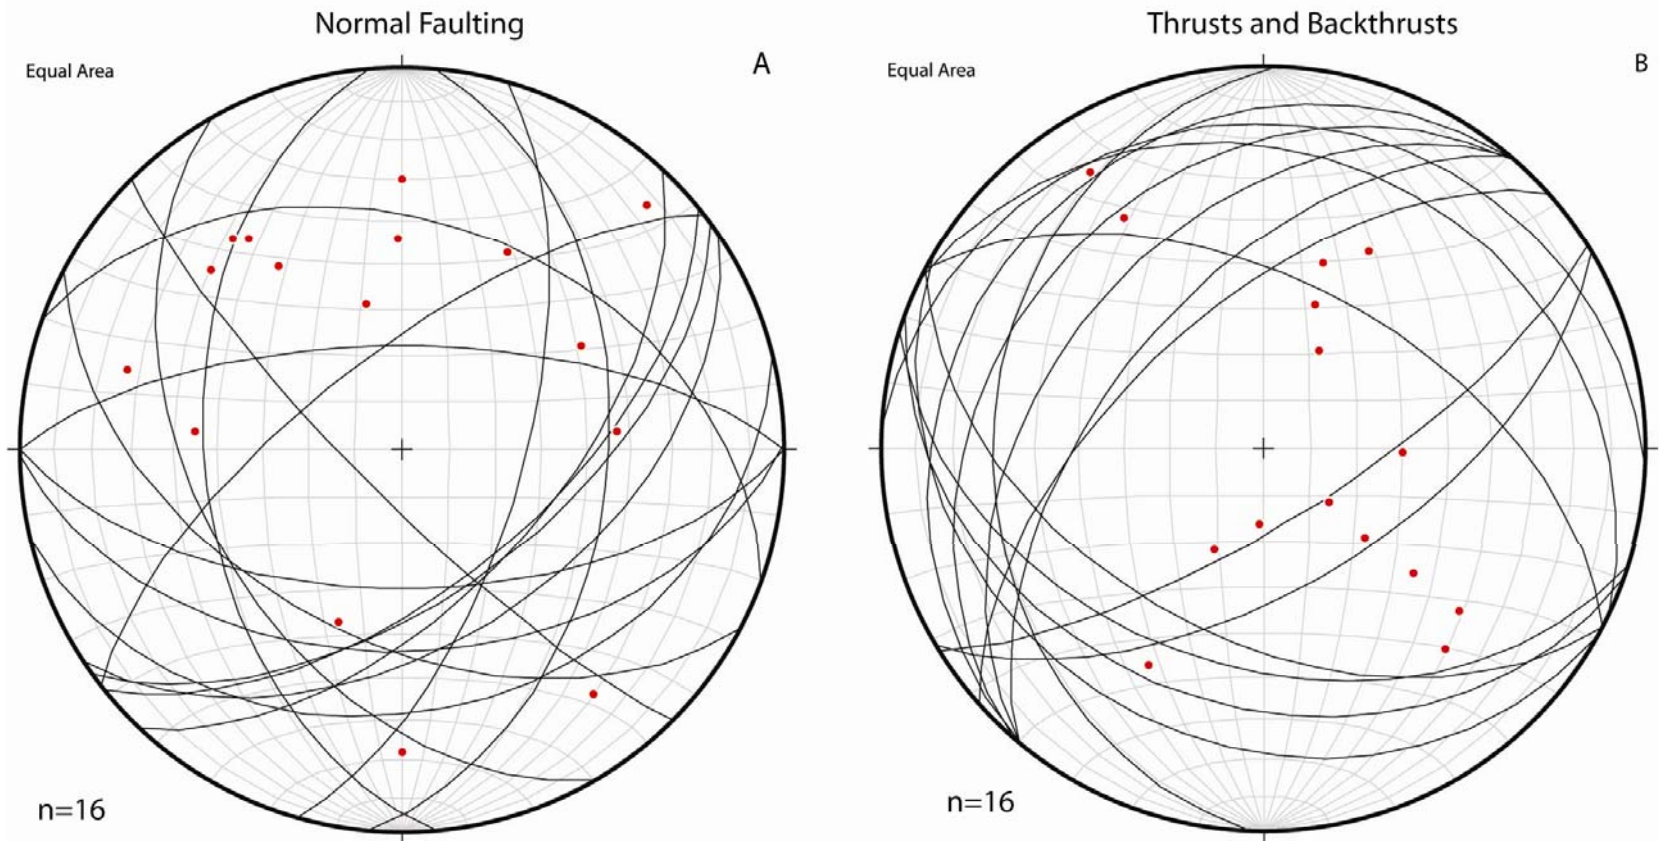 Normal Faulting
Equal Area
A
n=16
Thrusts and Backthrusts
Equal Area
B
n=16